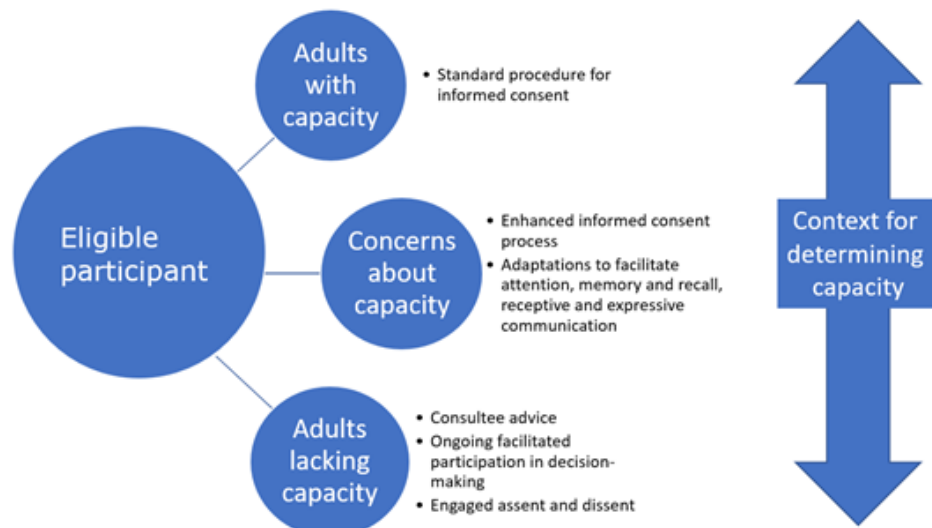 Adults
with
capacity
• Standard procedure for
informed consent
Eligible
participant
Concerns
about
capacity
• Enhanced informed consent
process
• Adaptations to facilitate
attention, memory and recall,
receptive and expressive
communication
Adults
lacking
capacity
• Consultee advice
• Ongoing facilitated
participation in decision-
making
• Engaged assent and dissent
Context for
determining
capacity